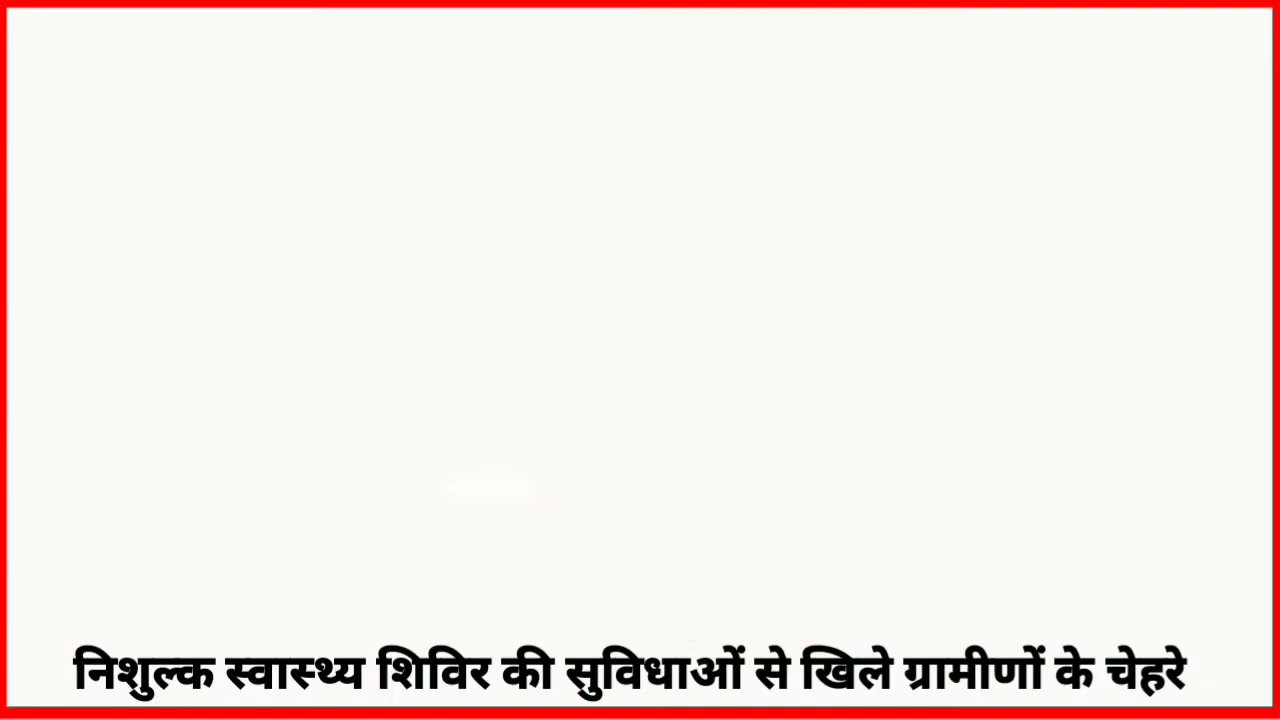 निशुल्क स्वास्थ्य शिविर की सुविधाओं से खिले ग्रामीणों के चेहरे